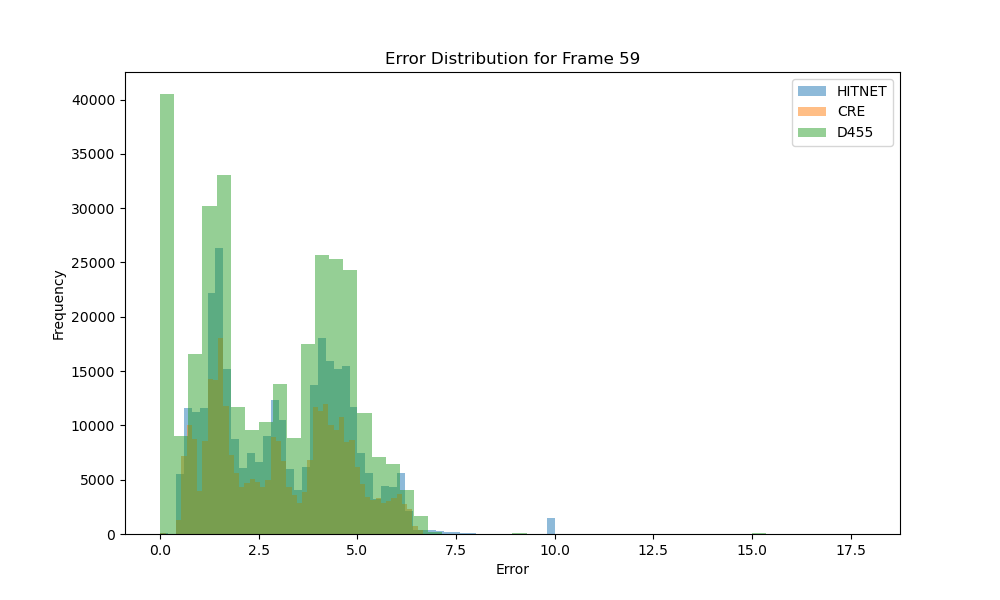 Error Distribution for Frame 59
HITNET
CRE
D455
40000
35000
30000
25000
20000
15000
10000
5000
0
Frequency
0.0 2.5 5.0 7.5 10.0 12.5 15.0 17.5
Error